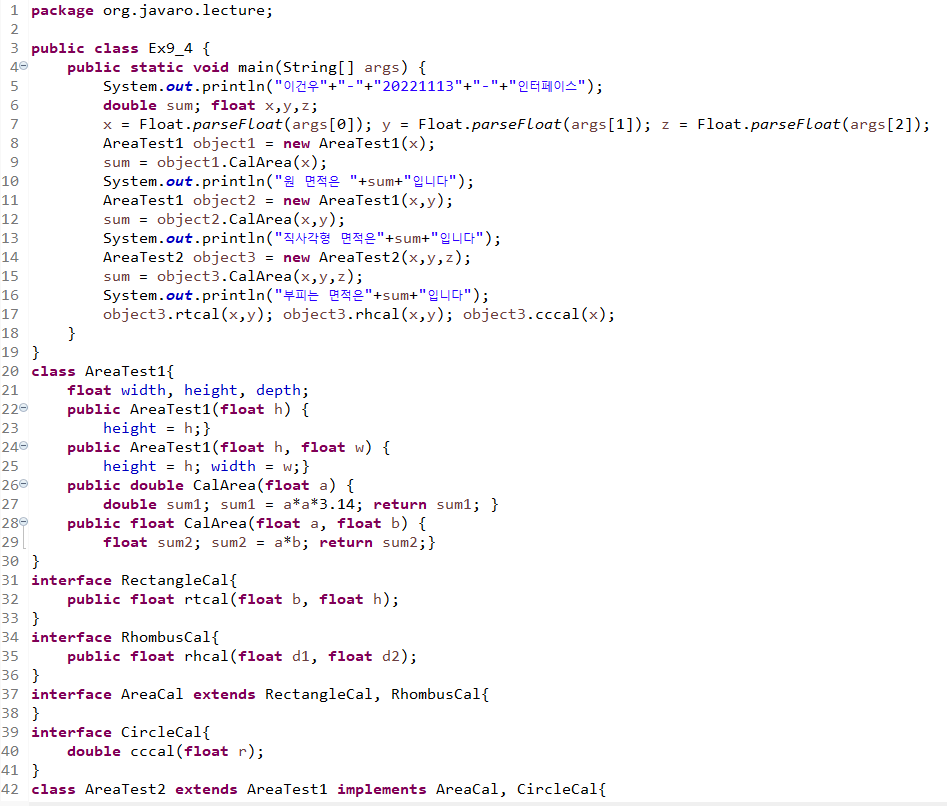 1 package org.javaro.lecture;
2
3 public class Ex9_4 {
4     public static void main(String[] args) {
5         System.out.println("이건우"+"-"+"20221113"+"-"+"인터페이스");
6         double sum; float x,y,z;
7         x = Float.parseFloat(args[0]); y = Float.parseFloat(args[1]); z = Float.parseFloat(args[2]);
8         AreaTest1 object1 = new AreaTest1(x);
9         sum = object1.CalArea(x);
10         System.out.println("원 면적은 "+sum+"입니다");
11         AreaTest1 object2 = new AreaTest1(x,y);
12         sum = object2.CalArea(x,y);
13         System.out.println("직사각형 면적은"+sum+"입니다");
14         AreaTest2 object3 = new AreaTest2(x,y,z);
15         sum = object3.CalArea(x,y,z);
16         System.out.println("부피는 면적은"+sum+"입니다");
17         object3.rtcal(x,y); object3.rhcal(x,y); object3.cccal(x);
18     }
19 }
20 class AreaTest1{
21     float width, height, depth;
22     public AreaTest1(float h) {
23         height = h;}
24     public AreaTest1(float h, float w) {
25         height = h; width = w;}
26     public double CalArea(float a) {
27         double sum1; sum1 = a*a*3.14; return sum1; }
28     public float CalArea(float a, float b) {
29         float sum2; sum2 = a*b; return sum2;}
30 }
31 interface RectangleCal{
32     public float rtcal(float b, float h);
33 }
34 interface RhombusCal{
35     public float rhcal(float d1, float d2);
36 }
37 interface AreaCal extends RectangleCal, RhombusCal{
38 }
39 interface CircleCal{
40     double cccal(float r);
41 }
42 class AreaTest2 extends AreaTest1 implements AreaCal, CircleCal{